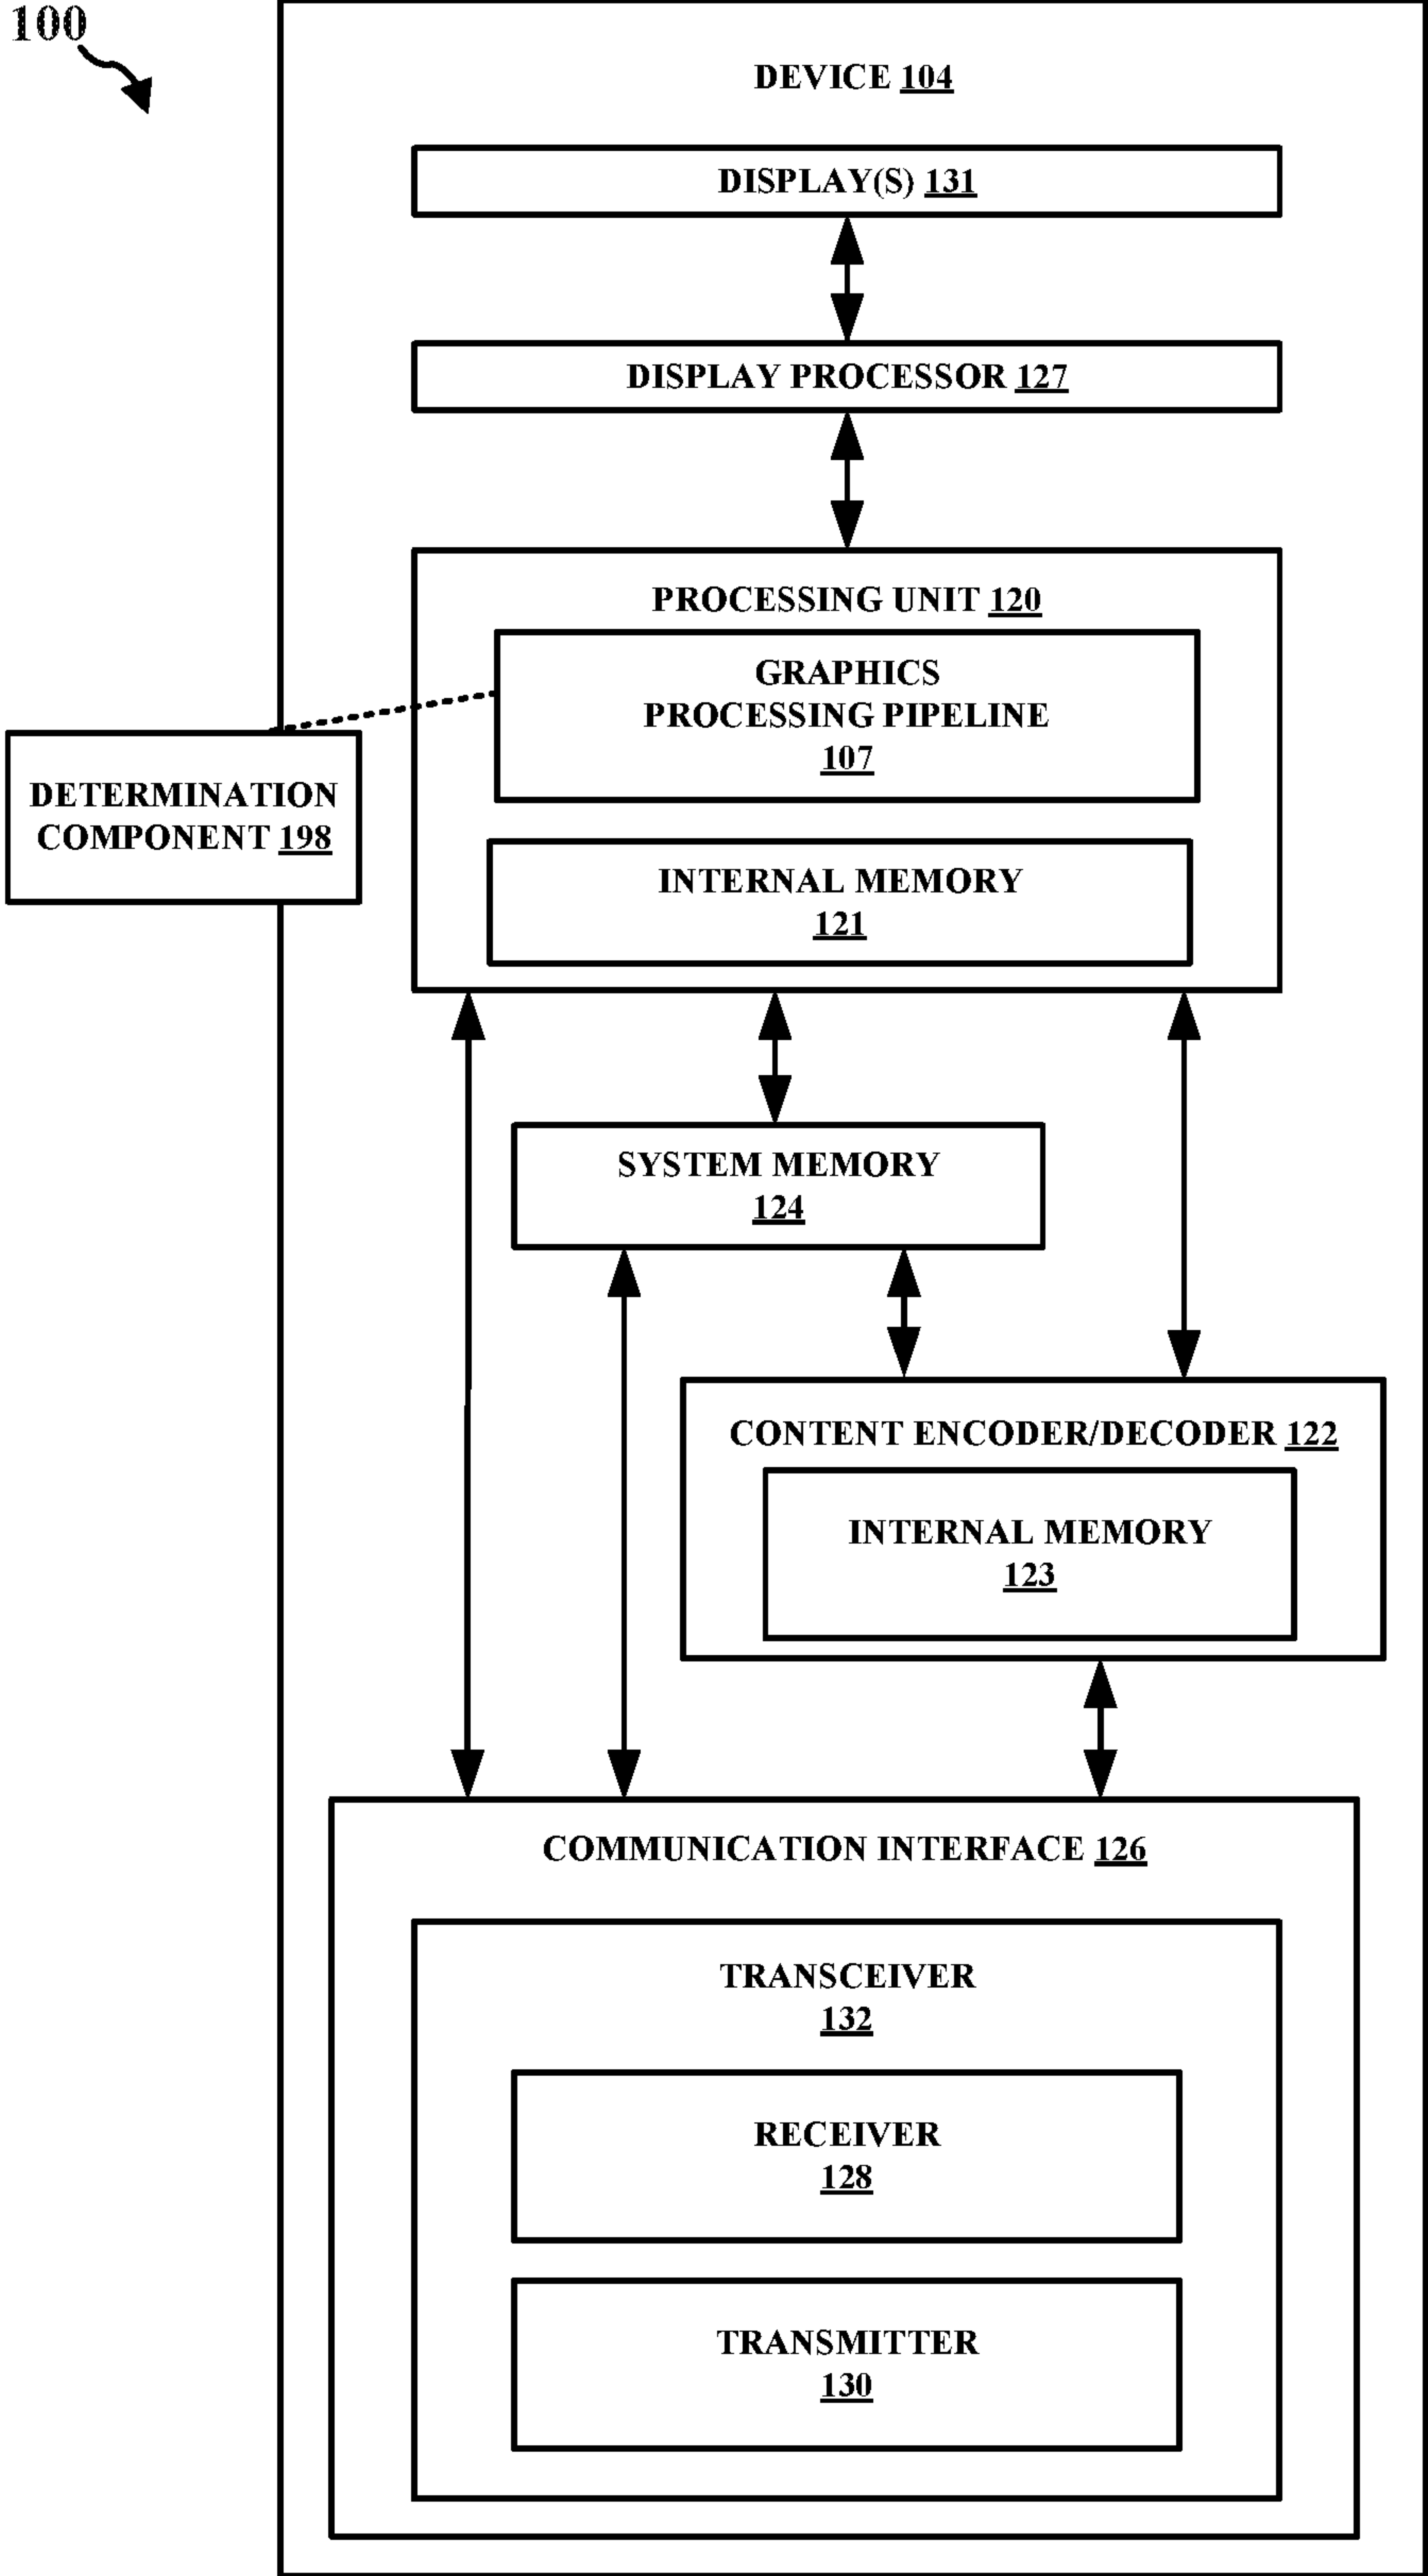 100
DEVICE 104
DISPLAY(S) 131
DISPLAY PROCESSOR 127
PROCESSING UNIT 120
GRAPHICS
PROCESSING PIPELINE
107
DETERMINATION
COMPONENT 198
INTERNAL MEMORY
121
SYSTEM MEMORY
124
CONTENT ENCODER/DECODER 122
INTERNAL MEMORY
123
COMMUNICATION INTERFACE 126
TRANSCEIVER
132
RECEIVER
128
TRANSMITTER
130